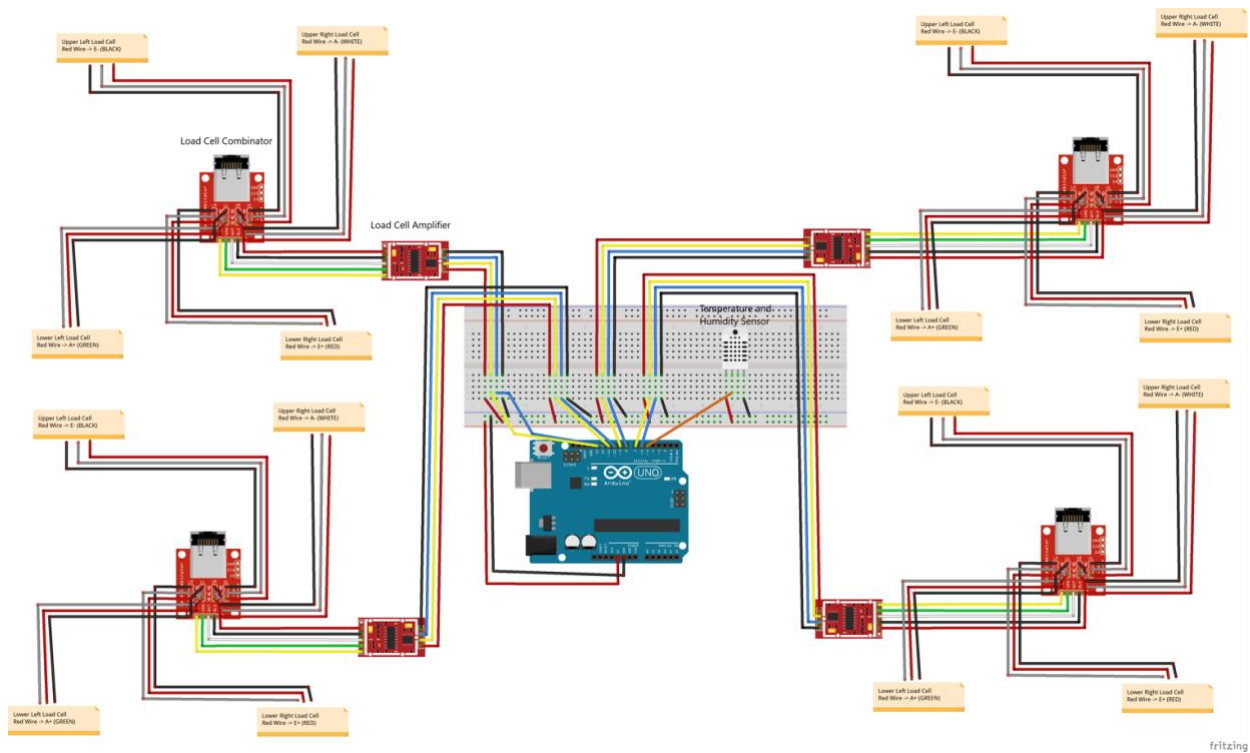 Upper Left Load Cell
Red Wire -> E- (BLACK)
Upper Right Load Cell
Red Wire -> A- (WHITE)
Upper Left Load Cell
Red Wire -> E- (BLACK)
Upper Right Load Cell
Red Wire -> A- (WHITE)
Load Cell Combinator
Load Cell Amplifier
Lower Left Load Cell
Red Wire -> A+ (GREEN)
Lower Right Load Cell
Red Wire -> E+ (RED)
Temperature and
Humidity Sensor
Lower Left Load Cell
Red Wire -> A+ (GREEN)
Lower Right Load Cell
Red Wire -> E+ (RED)
Upper Left Load Cell
Red Wire -> E- (BLACK)
Upper Right Load Cell
Red Wire -> A- (WHITE)
Upper Left Load Cell
Red Wire -> E- (BLACK)
Upper Right Load Cell
Red Wire -> A- (WHITE)
UNO
Arduino
Lower Left Load Cell
Red Wire -> A+ (GREEN)
Lower Right Load Cell
Red Wire -> E+ (RED)
Lower Left Load Cell
Red Wire -> A+ (GREEN)
Lower Right Load Cell
Red Wire -> E+ (RED)
fritzing